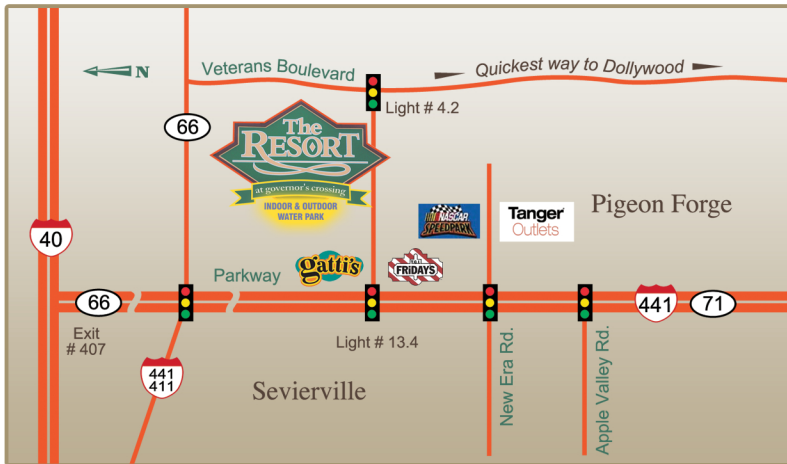 N
Veterans Boulevard
Quickest way to Dollywood
Light # 4.2
66
The
RESORT
at governor's crossing
INDOOR & OUTDOOR
WATER PARK
NASCAR
SPEEDPARK
Tanger
Outlets
Pigeon Forge
40
Parkway
gatti's
FRIDAYS
66
441
71
Exit
# 407
Light # 13.4
441
411
Sevierville
New Era Rd.
Apple Valley Rd.